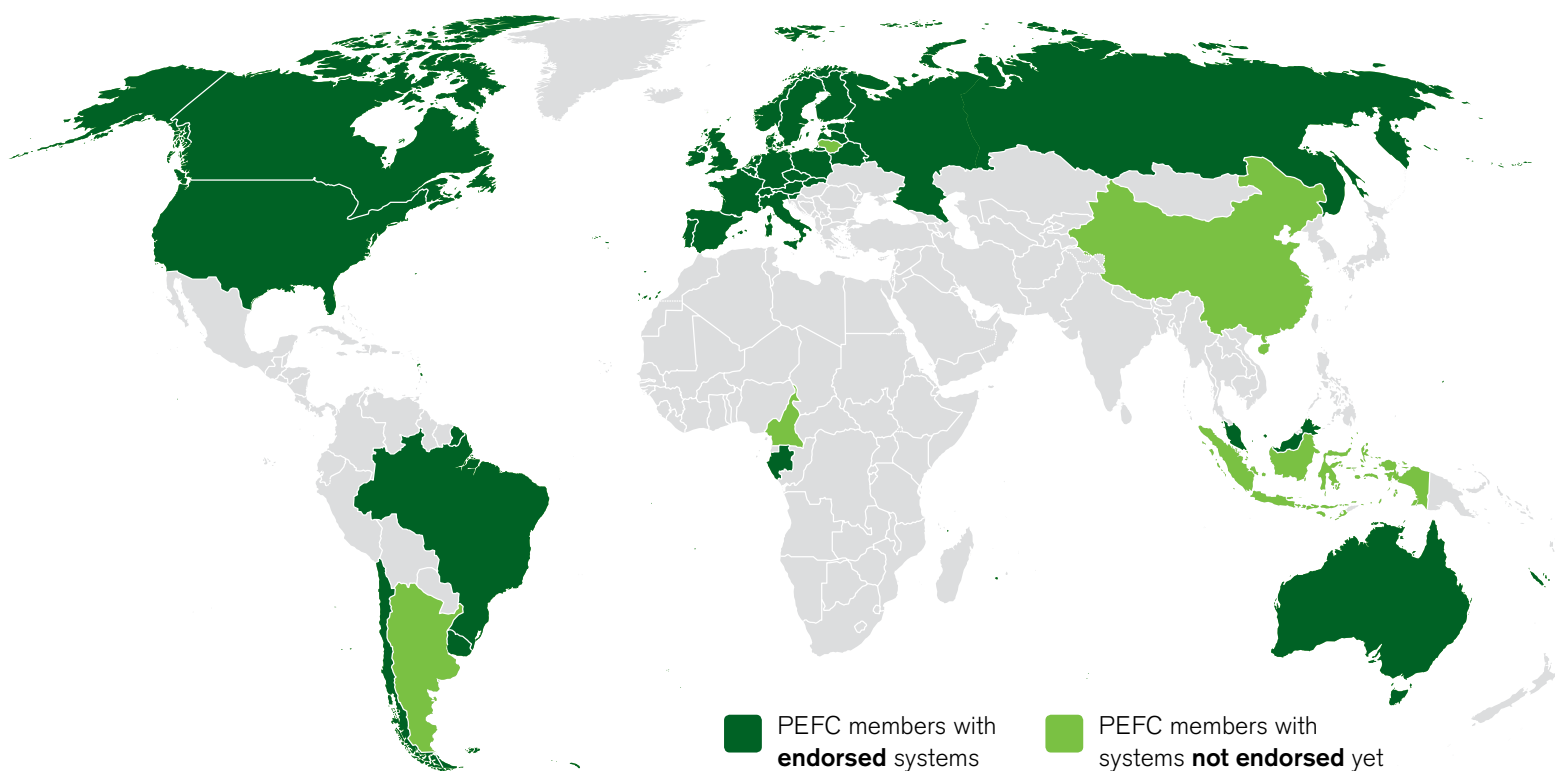 PEFC members with
endorsed systems
PEFC members with
systems not endorsed yet